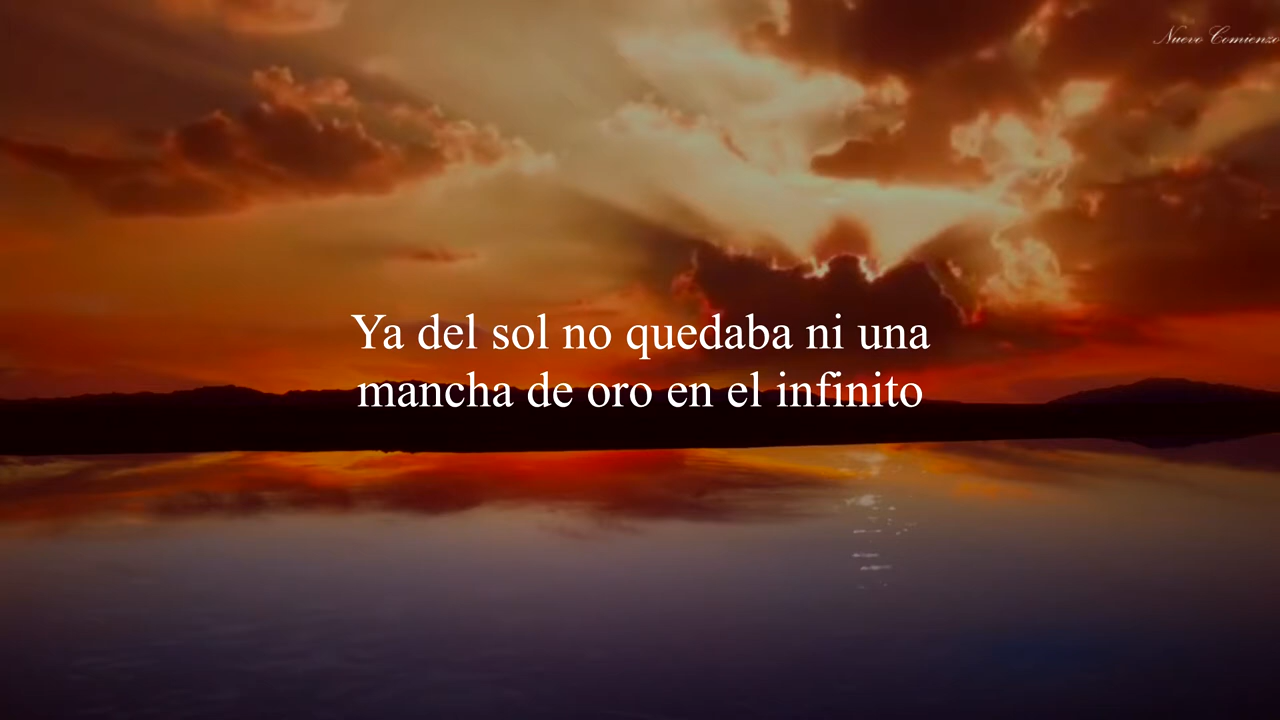 Nuevo Comienzo
Ya del sol no quedaba ni una
mancha de oro en el infinito